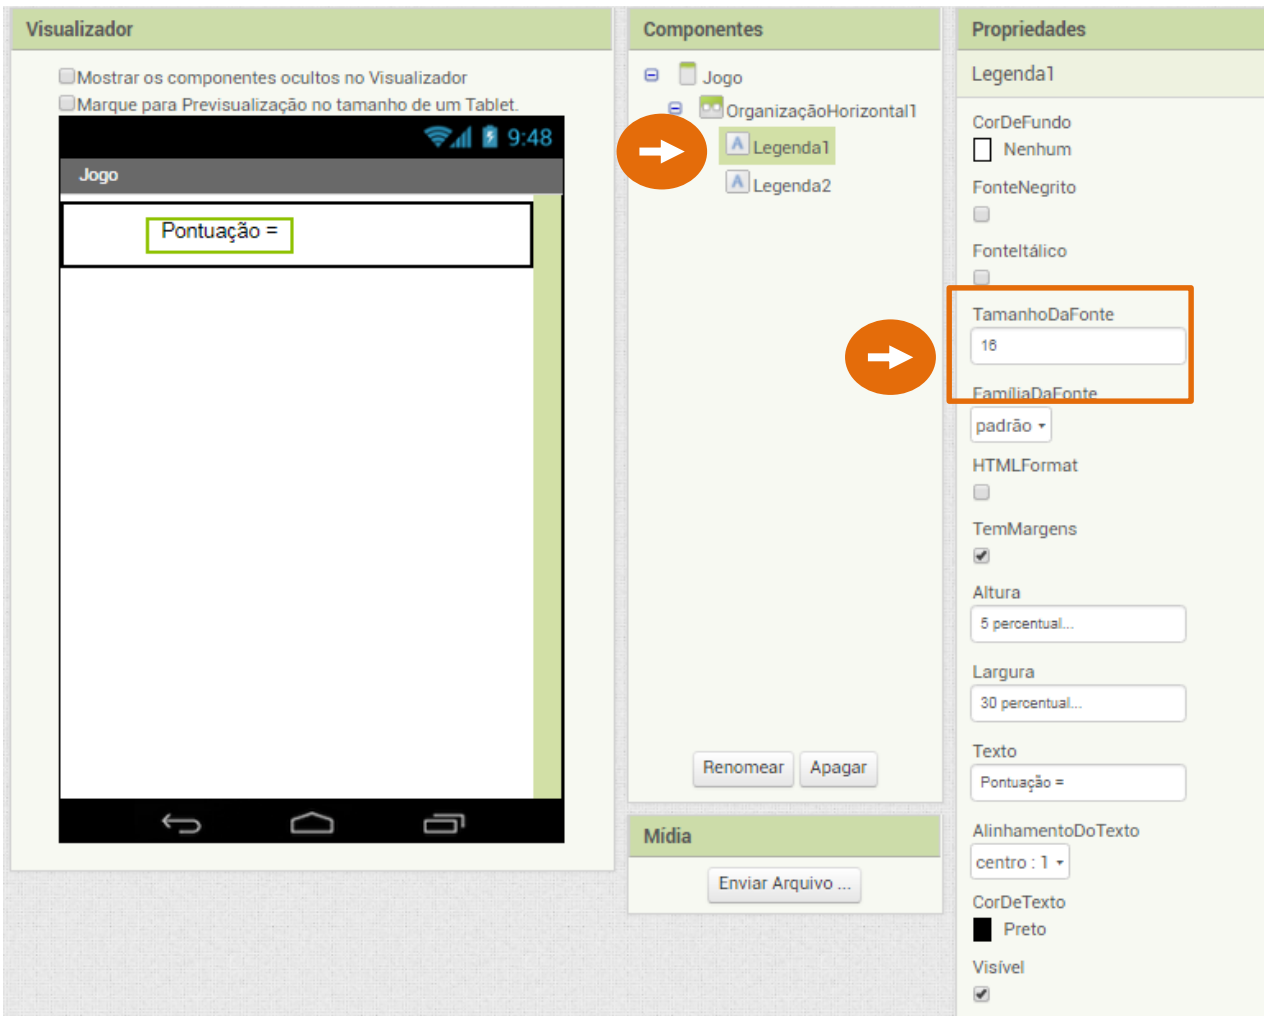 Visualizador
Mostrar os componentes ocultos no Visualizador
Marque para Previsualização no tamanho de um Tablet.
9:48
Jogo
Pontuação =
Componentes
Jogo
OrganizaçãoHorizontal1
A Legenda1
A Legenda2
Renomear Apagar
Mídia
Enviar Arquivo ...
Propriedades
Legenda1
CorDeFundo
Nenhum
FonteNegrito
FonteItálico
TamanhoDaFonte
16
FamíliaDaFonte
padrão
HTMLFormat
TemMargens
Altura
5 percentual...
Largura
30 percentual...
Texto
Pontuação =
AlinhamentoDoTexto
centro : 1
CorDeTexto
Preto
Visível